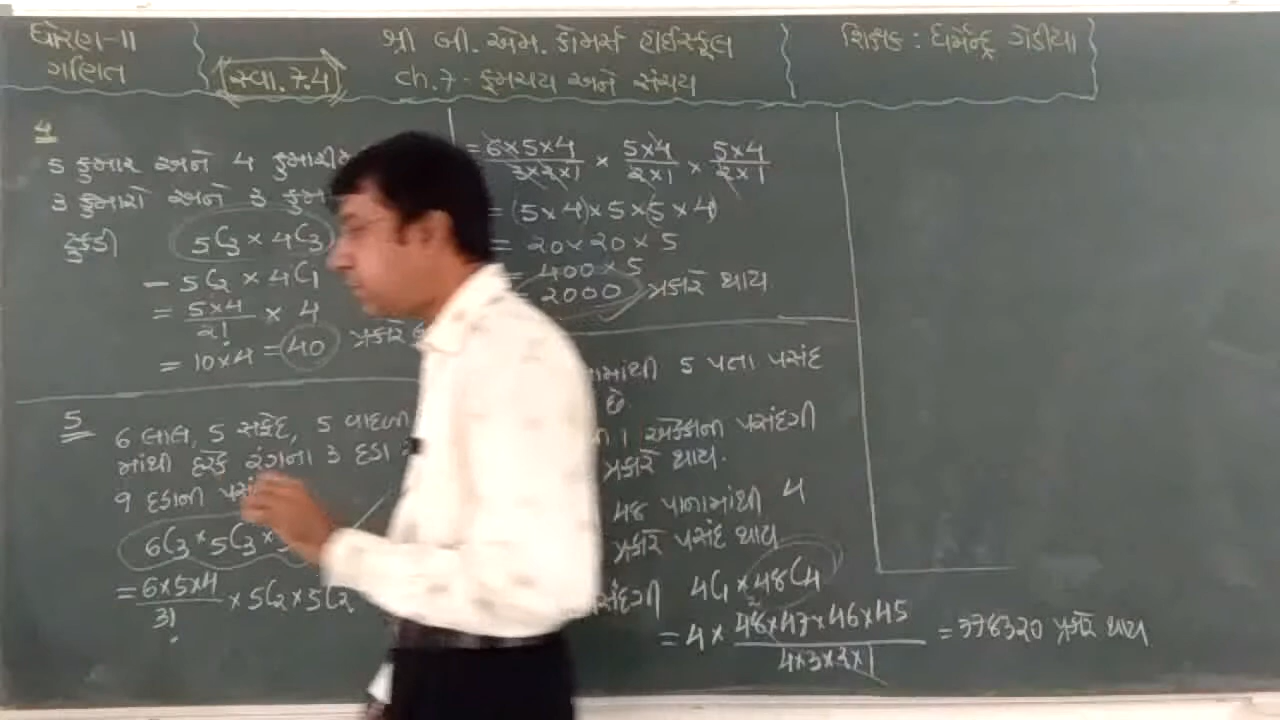 ધોરણ-11
ગણિત
સ્વા. 7.4
શ્રી બી. એમ. કોમર્સ હાઈસ્કૂલ
ch. 7 - ક્રમચય અને સંચય
શિક્ષક : ધર્મેન્દ્ર ગેડીયા
4
5 કુમાર અને 4
3 કુમારો અને 3
ટુકડી 5C3 × 4C3
- 5C2 × 4C1
= 5×4/2! × 4
= 10×4 = 40
5
6 લાલ, 5 સફેદ, 5 વાદળી
માંથી દરેક રંગના 3 દડા
9 દડાની
6C3 × 5C3 ×
= 6×5×4/3! × 5C2 × 5C2
= 6×5×4/3×2×1 × 5×4/2×1 × 5×4/2×1
= (5×4)×5×(5×4)
= 20×20×5
= 400×5
= 2000 પ્રકારે થાય
5 પત્તા પસંદ
છે.
1 એક્કાની પસંદગી
પ્રકારે થાય.
48 પાનામાંથી 4
પ્રકારે પસંદ થાય
4C1 × 48C4
= 4 × 48×47×46×45/4×3×2×1 = 778320 પ્રકારે થાય